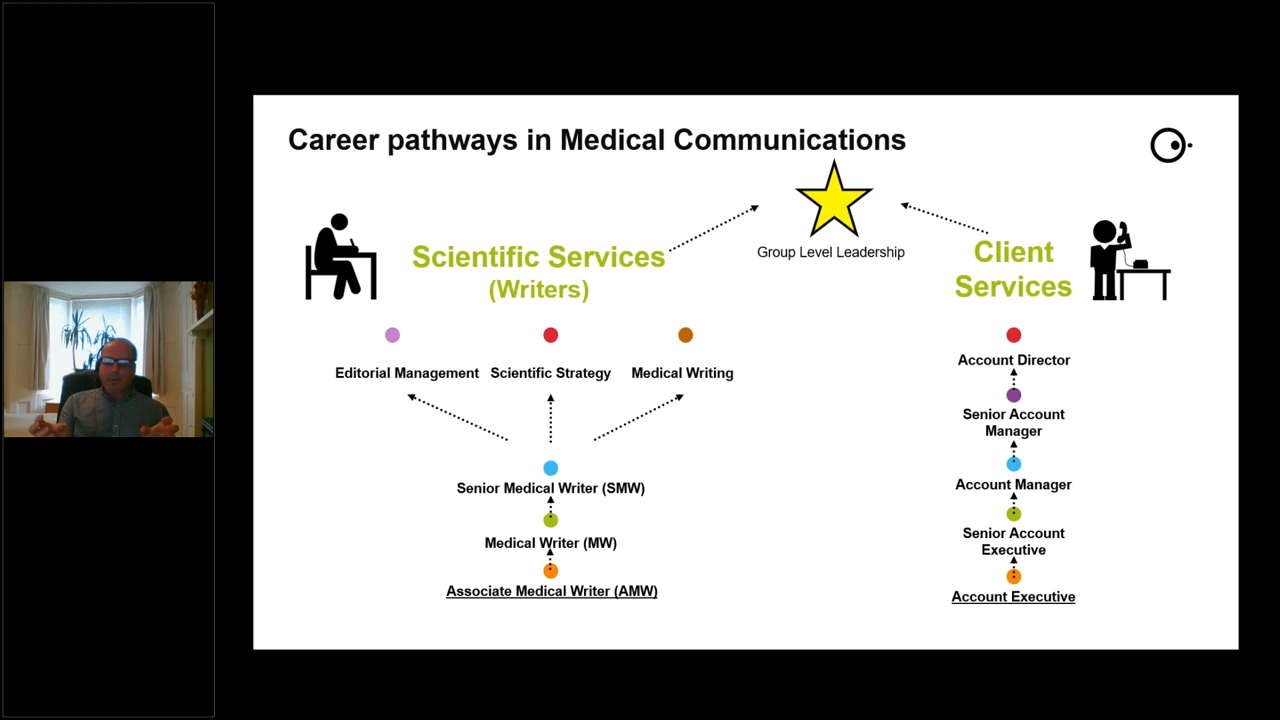 Career pathways in Medical Communications
Group Level Leadership
Scientific Services
(Writers)
Editorial Management
Scientific Strategy
Medical Writing
Senior Medical Writer (SMW)
Medical Writer (MW)
Associate Medical Writer (AMW)
Client
Services
Account Director
Senior Account
Manager
Account Manager
Senior Account
Executive
Account Executive